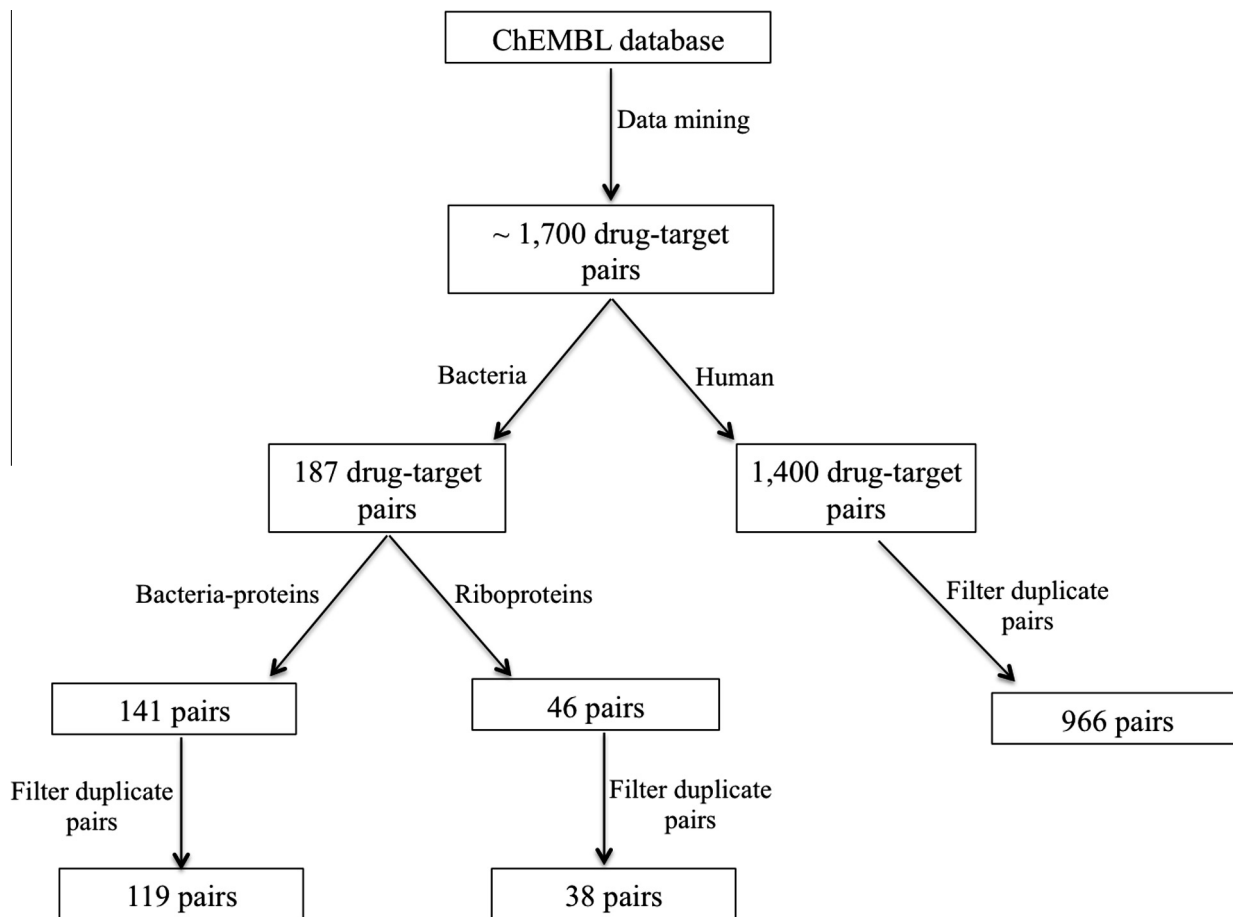 ChEMBL database
Data mining
~ 1,700 drug-target
pairs
Bacteria
Human
187 drug-target
pairs
1,400 drug-target
pairs
Bacteria-proteins
Riboproteins
Filter duplicate
pairs
141 pairs
46 pairs
966 pairs
Filter duplicate
pairs
Filter duplicate
pairs
119 pairs
38 pairs